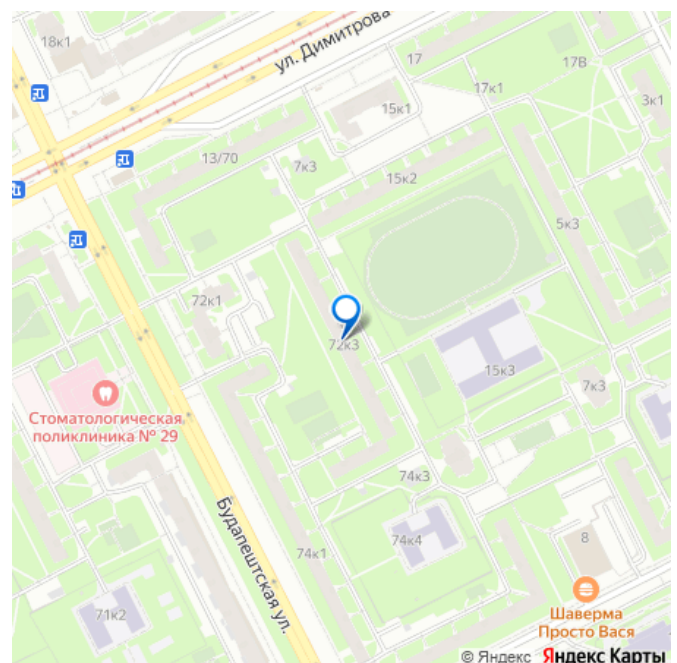 18к1
ул. Димитрова
17
17В
17к1
3к1
15к1
13/70
7к3
15к2
5к3
72к1
72к3
15к3
7к3
Стоматологическая
поликлиника № 29
74к3
Будапештская ул.
74к1
74к4
8
71к2
Шаверма
Просто Вася
© Яндекс Яндекс Карты